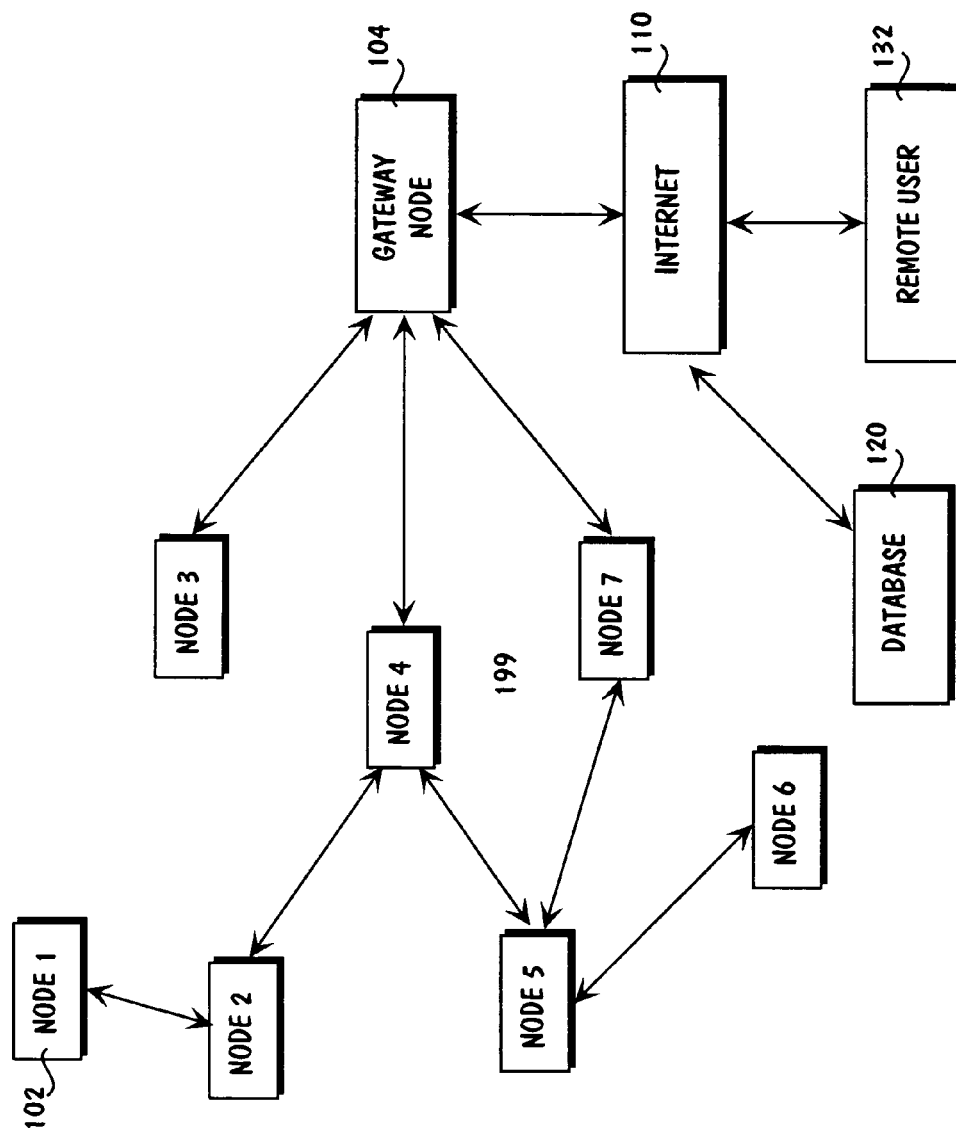 102
NODE 1
NODE 2
NODE 3
104
GATEWAY
NODE
NODE 4
199
NODE 5
NODE 7
110
INTERNET
NODE 6
120
DATABASE
132
REMOTE USER